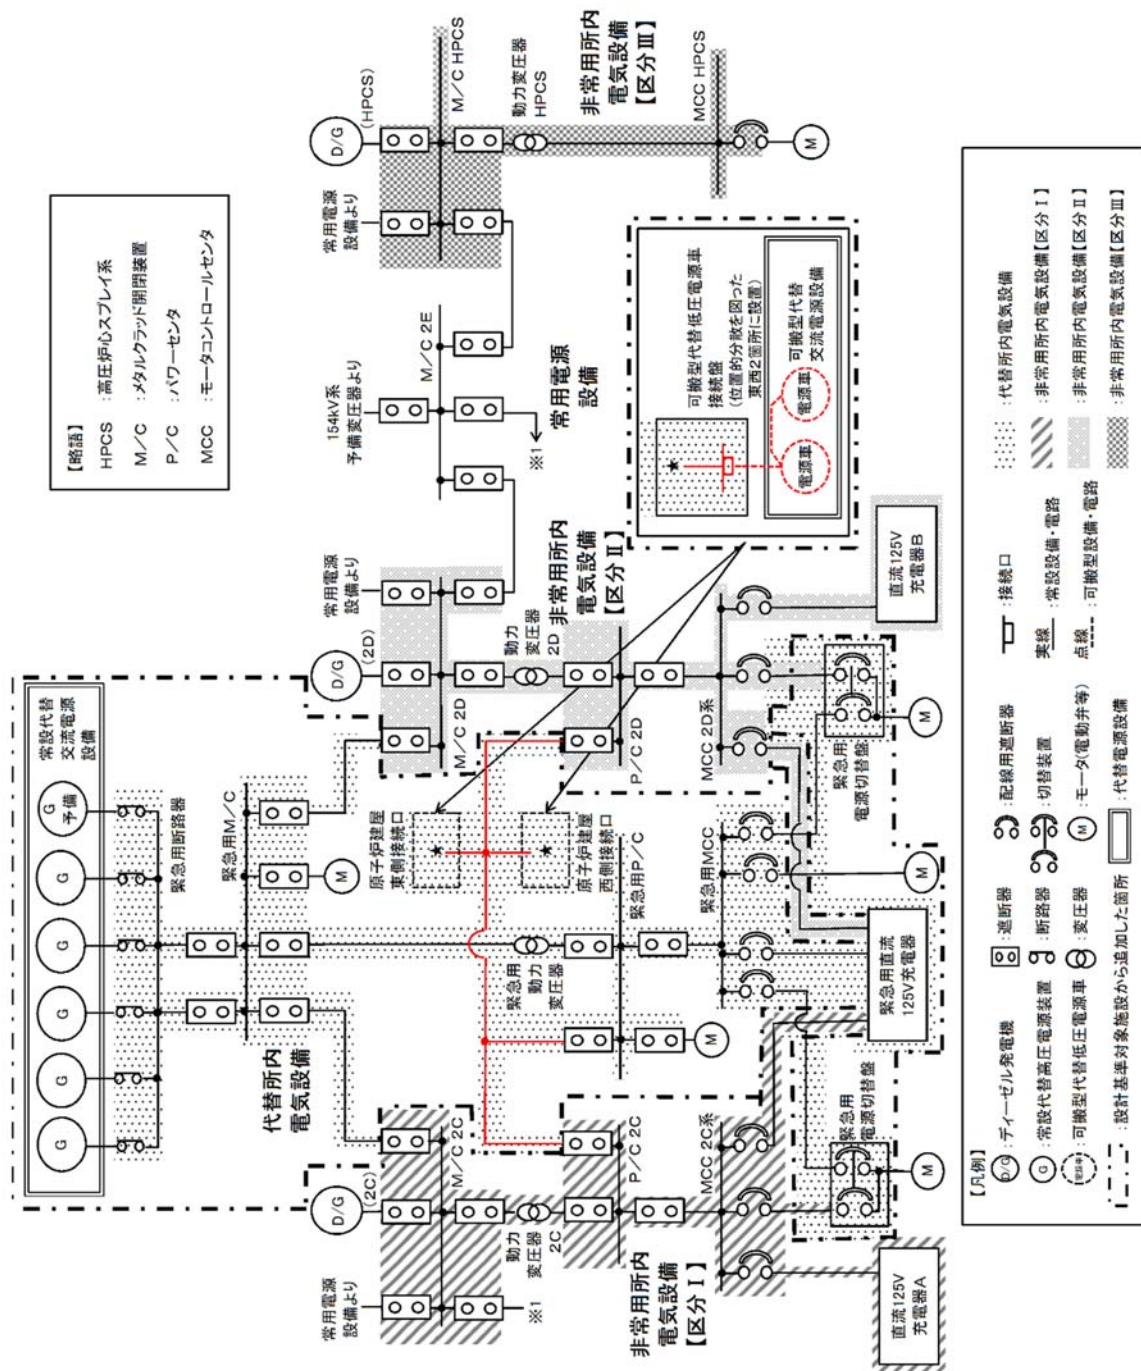 【略語】
HPCS :高圧炉心スプレイ系
M/C :メタルクラッド開閉装置
P/C :パワーセンタ
MCC :モータコントロールセンタ
常設代替
交流電源
設備
G
G
G
G
G
G
予備
緊急用断路器
緊急用M/C
M
代替所内
電気設備
D/G
(2C)
常用電源
設備より
M/C 2C
※1
動力
変圧器
2C
P/C 2C
非常用所内
電気設備
【区分Ⅰ】
MCC 2C系
直流125V
充電器A
緊急用
電源切替盤
M
緊急用
動力
変圧器
緊急用P/C
M
緊急用MCC
M
緊急用直流
125V充電器
原子炉建屋
東側接続口
★
原子炉建屋
西側接続口
★
D/G
(2D)
常用電源
設備より
M/C 2D
動力
変圧器
2D
P/C 2D
非常用所内
電気設備
【区分Ⅱ】
MCC 2D系
緊急用
電源切替盤
M
直流125V
充電器B
154kV系
予備変圧器より
M/C 2E
※1
常用電源
設備
可搬型代替低圧電源車
接続盤
(位置的分散を図った
東西2箇所に設置)
★
可搬型代替
交流電源設備
電源車
電源車
常用電源
設備より
D/G
(HPCS)
M/C HPCS
動力変圧器
HPCS
非常用所内
電気設備
【区分Ⅲ】
MCC HPCS
M
【凡例】
D/G :ディーゼル発電機
G :常設代替高圧電源装置
:可搬型代替低圧電源車
:設計基準対象施設から追加した箇所
:遮断器
:断路器
:変圧器
:代替電源設備
:配線用遮断器
:切替装置
M :モータ(電動弁等)
:接続口
実線 :常設設備・電路
点線 :可搬型設備・電路
:代替所内電気設備
:非常用所内電気設備【区分Ⅰ】
:非常用所内電気設備【区分Ⅱ】
:非常用所内電気設備【区分Ⅲ】